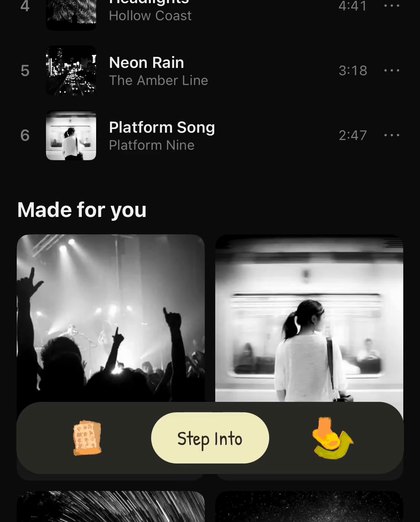 4 Headlights 4:41
Hollow Coast
5 Neon Rain 3:18
The Amber Line
6 Platform Song 2:47
Platform Nine
Made for you
Step Into